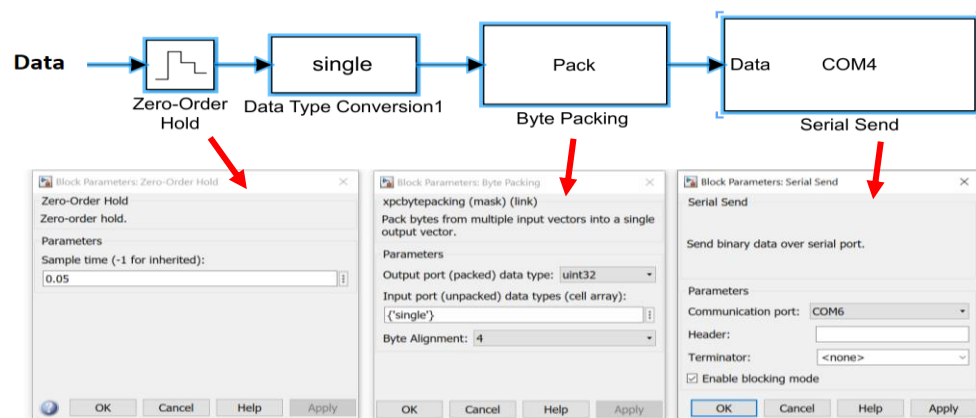 Data
single
Pack
Data
COM4
Zero-Order
Hold
Data Type Conversion1
Byte Packing
Serial Send
Block Parameters: Zero-Order Hold
Zero-Order Hold
Zero-order hold.
Parameters
Sample time (-1 for inherited):
0.05
OK
Cancel
Help
Apply
Block Parameters: Byte Packing
xpcbytepacking (mask) (link)
Pack bytes from multiple input vectors into a single
output vector.
Parameters
Output port (packed) data type: uint32
Input port (unpacked) data types (cell array):
{'single'}
Byte Alignment: 4
OK
Cancel
Help
Apply
Block Parameters: Serial Send
Serial Send
Send binary data over serial port.
Parameters
Communication port: COM6
Header:
Terminator: <none>
Enable blocking mode
OK
Cancel
Help
Apply